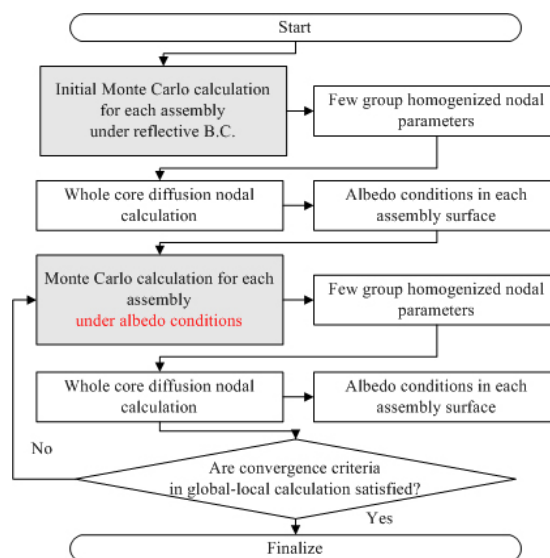 Start
Initial Monte Carlo calculation
for each assembly
under reflective B.C.
Few group homogenized nodal
parameters
Whole core diffusion nodal
calculation
Albedo conditions in each
assembly surface
Monte Carlo calculation for each
assembly
under albedo conditions
Few group homogenized nodal
parameters
Whole core diffusion nodal
calculation
Albedo conditions in each
assembly surface
No
Are convergence criteria
in global-local calculation satisfied?
Yes
Finalize